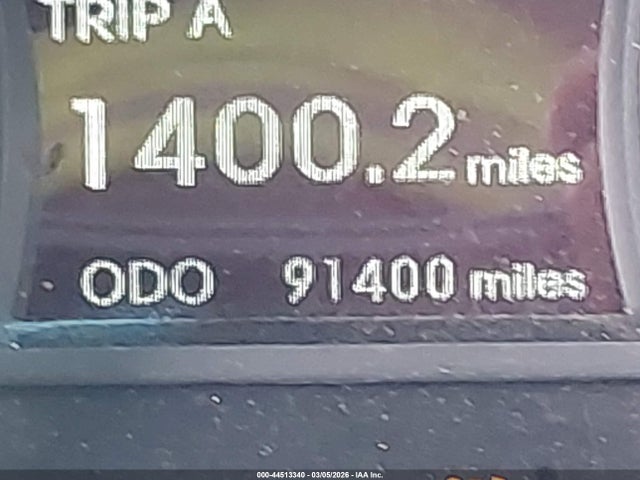 TRIP A
1400.2 miles
ODO 91400 miles
000-44513340 - 03/05/2026 - IAA Inc.